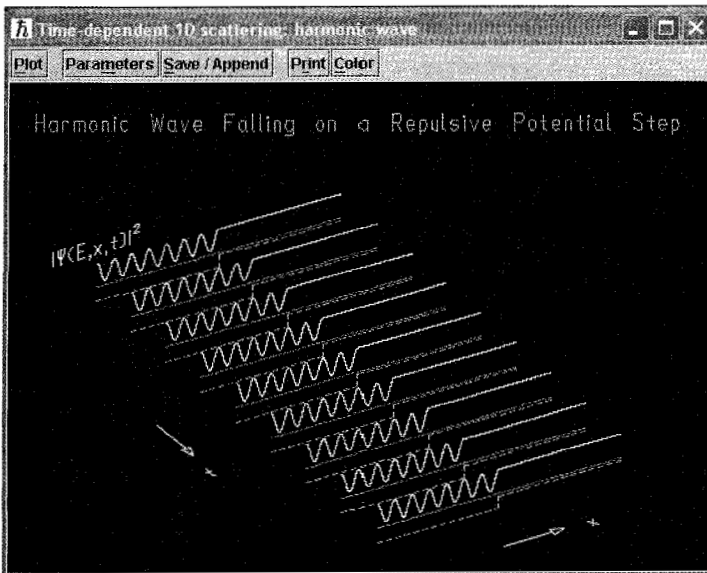 ℏ Time-dependent 1D scattering: harmonic wave
Plot Parameters Save / Append Print Color
Harmonic Wave Falling on a Repulsive Potential Step
|Ψ(E,x,t)|²
x
x